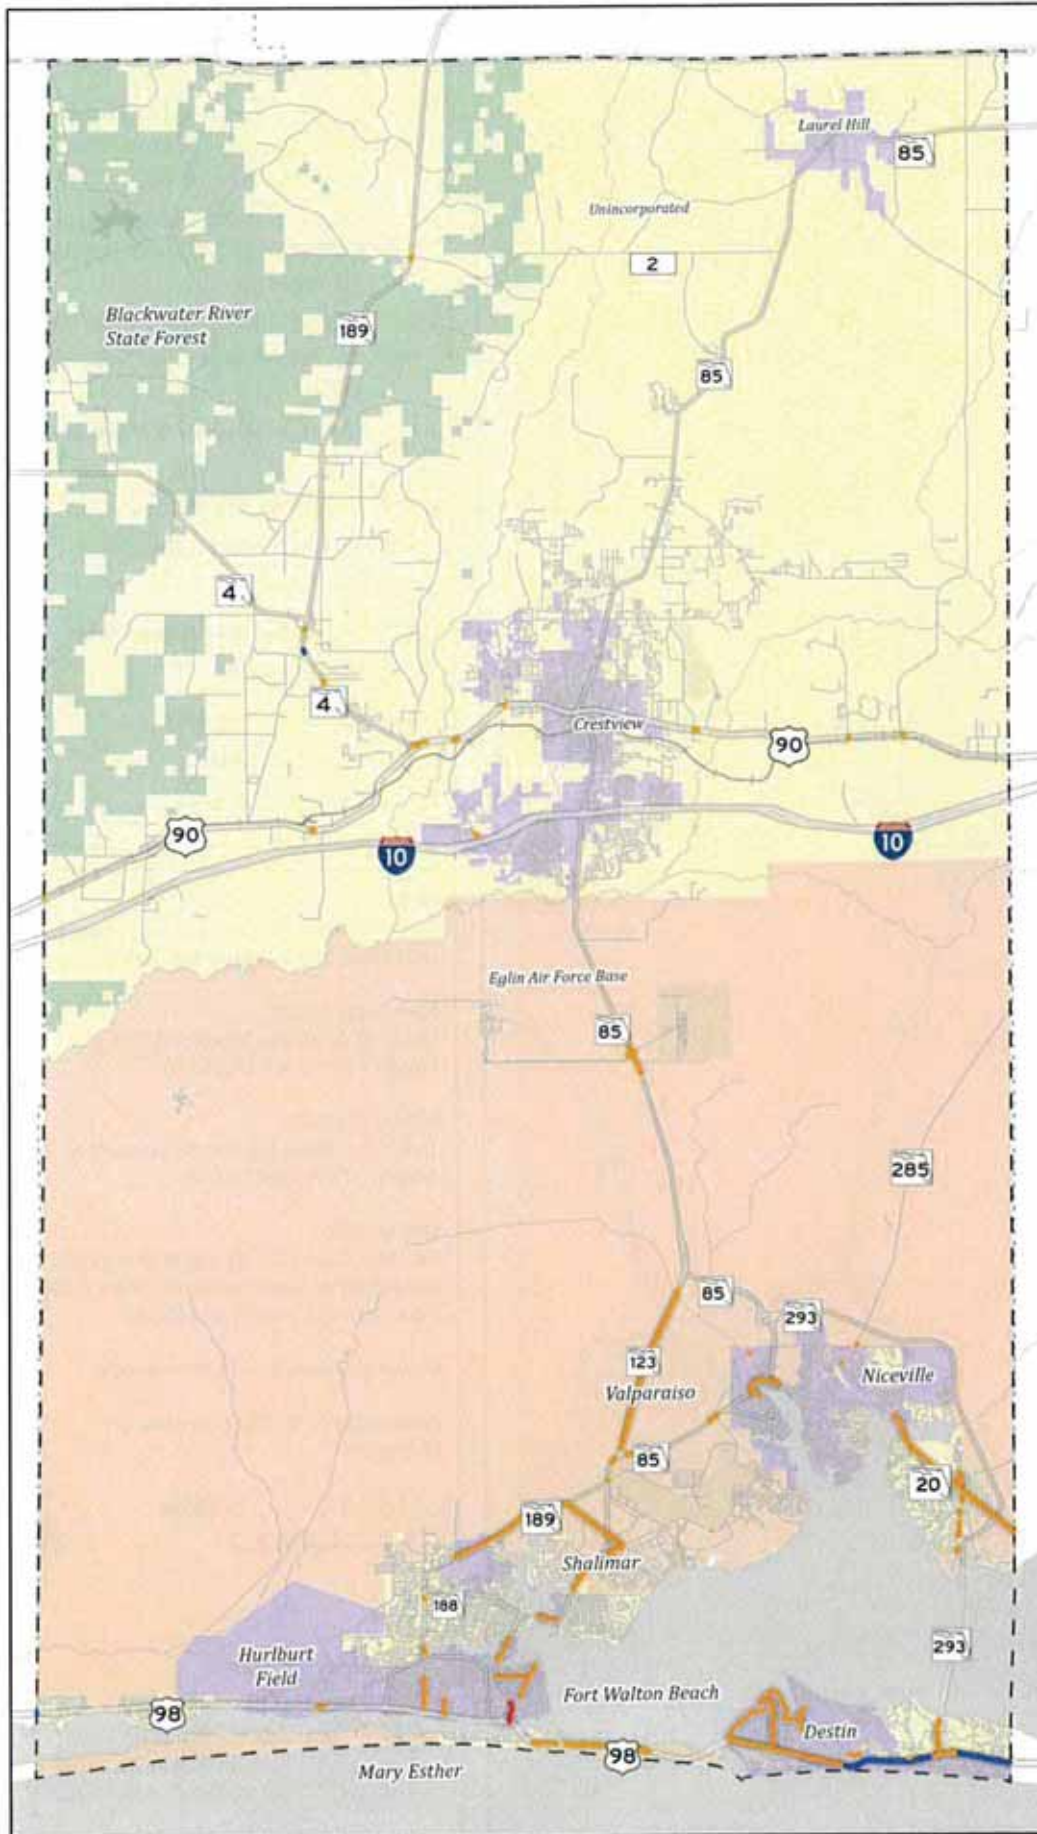 Laurel Hill
85
Unincorporated
2
Blackwater River
State Forest
189
85
4
4
Crestview
90
90
10
10
Eglin Air Force Base
85
285
85
293
123
Niceville
Valparaiso
85
20
189
Shalimar
188
293
Hurlburt
Field
Fort Walton Beach
98
Destin
98
Mary Esther